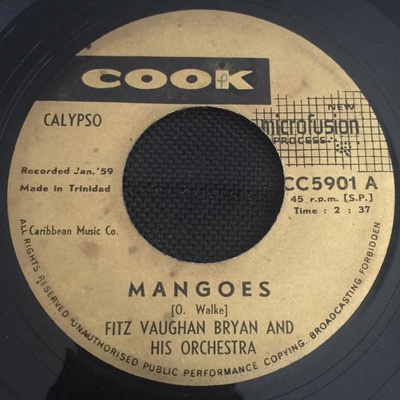 COOK
CALYPSO
NEW
microfusion
PROCESS
Recorded Jan.'59
Made in Trinidad
CC5901 A
45 r.p.m. [S.P.]
Time : 2 : 37
Caribbean Music Co.
MANGOES
[O. Walke]
FITZ VAUGHAN BRYAN AND
HIS ORCHESTRA
ALL RIGHTS RESERVED UNAUTHORISED PUBLIC PERFORMANCE COPYING BROADCASTING FORBIDDEN